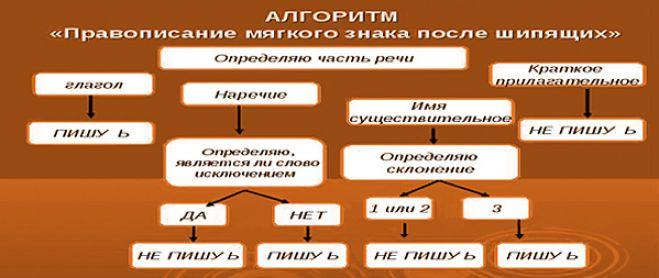 АЛГОРИТМ
«Правописание мягкого знака после шипящих»
Определяю часть речи
глагол
ПИШУ Ь
Наречие
Определяю,
является ли слово
исключением
ДА
НЕТ
НЕ ПИШУ Ь
ПИШУ Ь
Имя
существительное
Определяю
склонение
1 или 2
3
НЕ ПИШУ Ь
ПИШУ Ь
Краткое
прилагательное
НЕ ПИШУ Ь